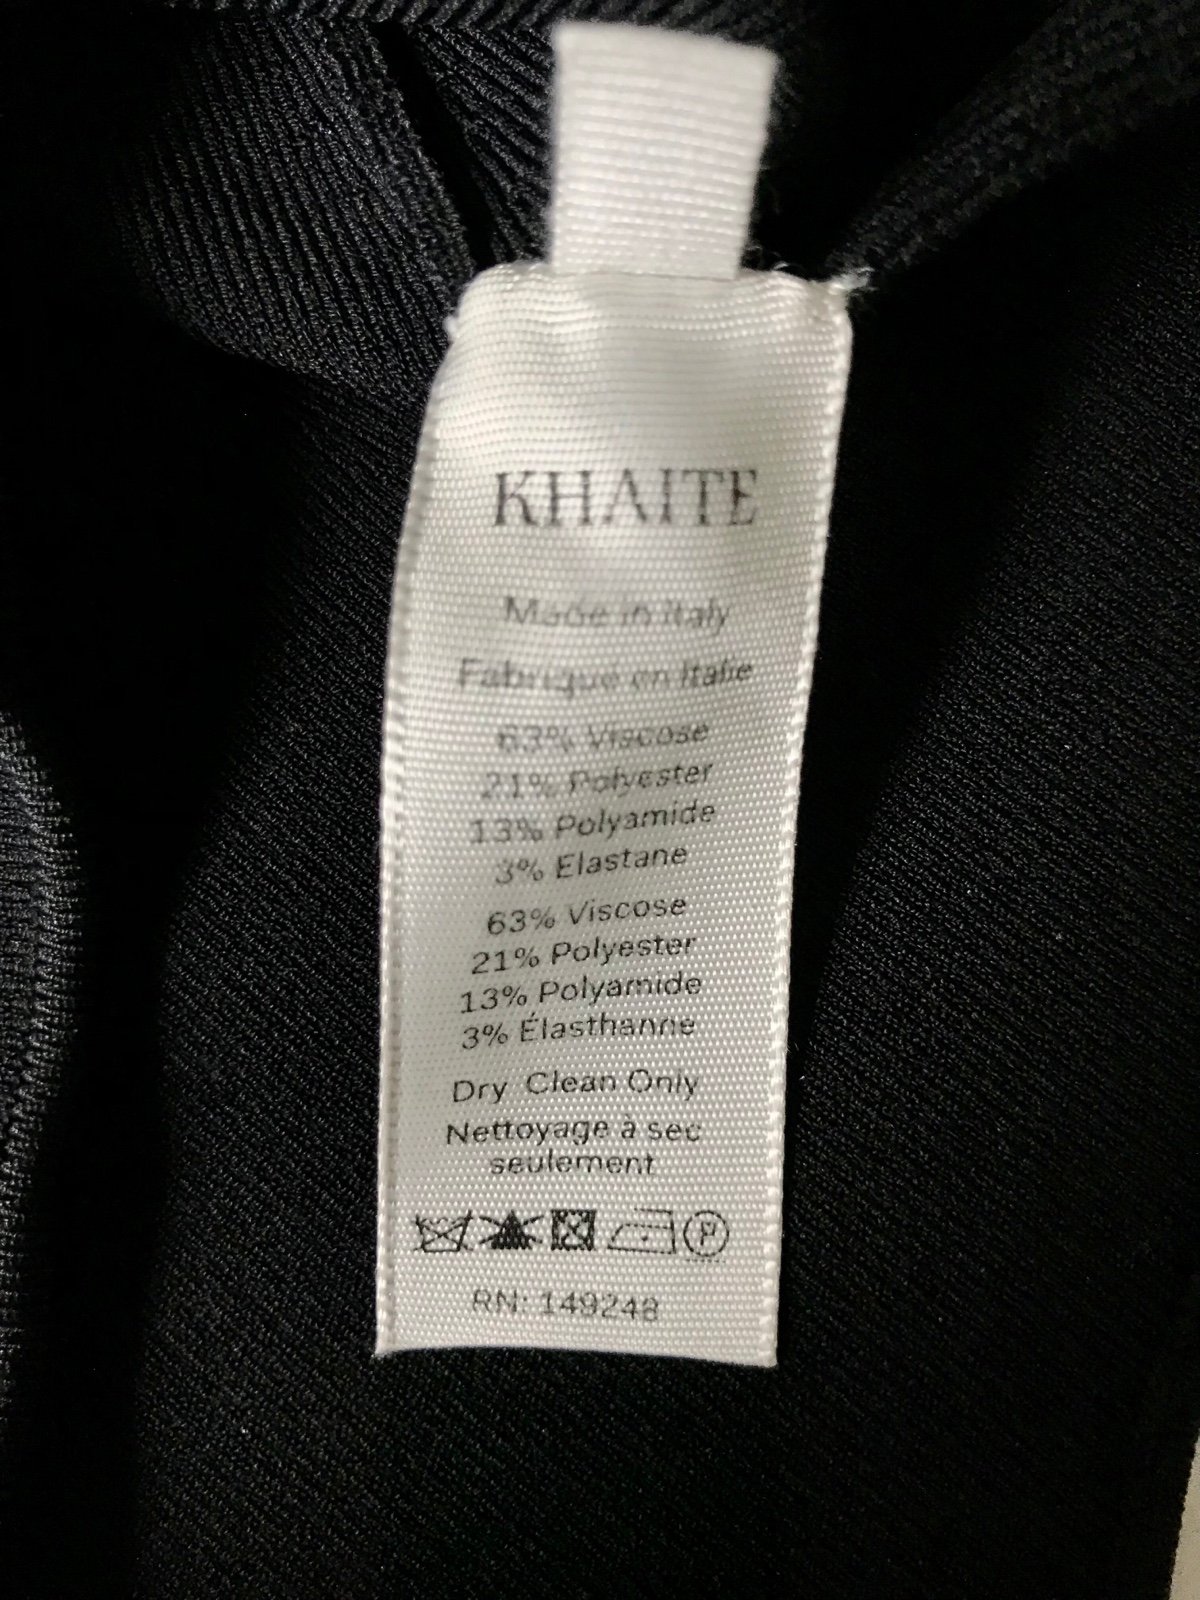 KHAITE
Made in Italy
Fabriqué en Italie
63% Viscose
21% Polyester
13% Polyamide
3% Elastane
63% Viscose
21% Polyester
13% Polyamide
3% Élasthanne
Dry Clean Only
Nettoyage à sec
seulement
P
RN: 149248